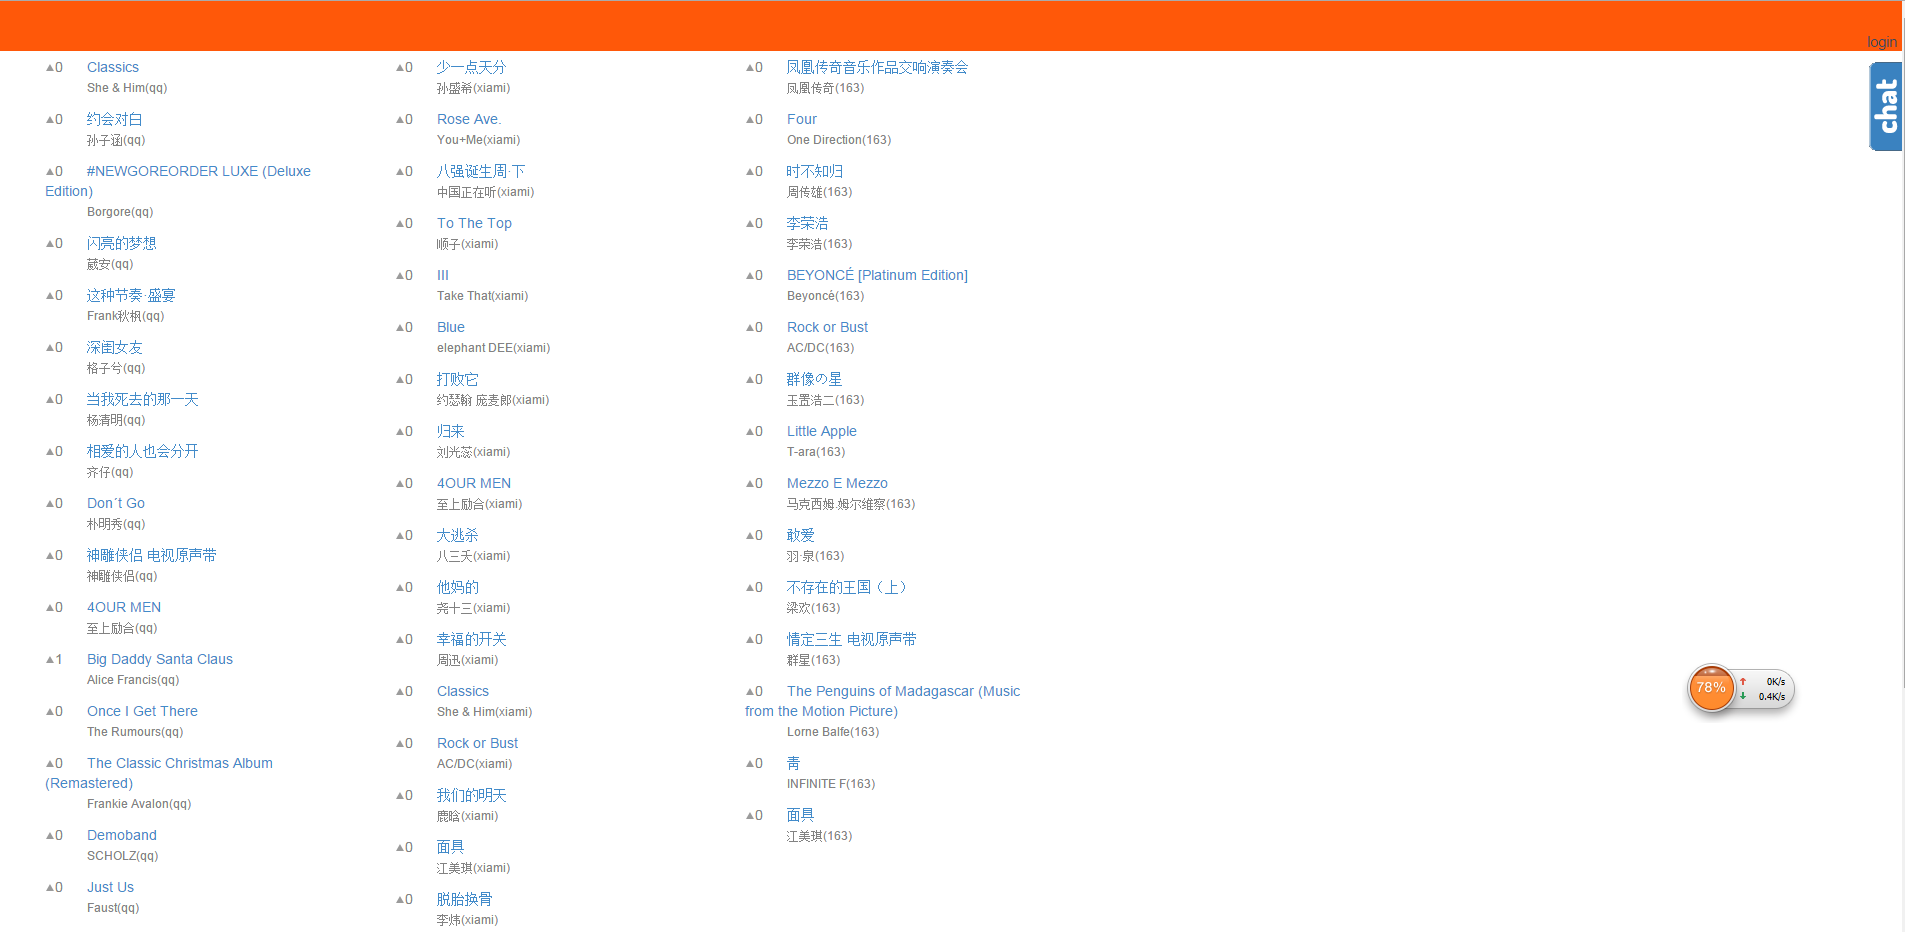 login
chat
0 Classics
She & Him(qq)
0 约会对白
孙子涵(qq)
0 #NEWGOREORDER LUXE (Deluxe
Edition)
Borgore(qq)
0 闪亮的梦想
葳安(qq)
0 这种节奏·盛宴
Frank秋枫(qq)
0 深闺女友
格子兮(qq)
0 当我死去的那一天
杨清明(qq)
0 相爱的人也会分开
齐仔(qq)
0 Don´t Go
朴明秀(qq)
0 神雕侠侣 电视原声带
神雕侠侣(qq)
0 4OUR MEN
至上励合(qq)
1 Big Daddy Santa Claus
Alice Francis(qq)
0 Once I Get There
The Rumours(qq)
0 The Classic Christmas Album
(Remastered)
Frankie Avalon(qq)
0 Demoband
SCHOLZ(qq)
0 Just Us
Faust(qq)
0 少一点天分
孙盛希(xiami)
0 Rose Ave.
You+Me(xiami)
0 八强诞生周·下
中国正在听(xiami)
0 To The Top
顺子(xiami)
0 III
Take That(xiami)
0 Blue
elephant DEE(xiami)
0 打败它
约瑟翰 庞麦郎(xiami)
0 归来
刘光蕊(xiami)
0 4OUR MEN
至上励合(xiami)
0 大逃杀
八三夭(xiami)
0 他妈的
尧十三(xiami)
0 幸福的开关
周迅(xiami)
0 Classics
She & Him(xiami)
0 Rock or Bust
AC/DC(xiami)
0 我们的明天
鹿晗(xiami)
0 面具
江美琪(xiami)
0 脱胎换骨
李炜(xiami)
0 凤凰传奇音乐作品交响演奏会
凤凰传奇(163)
0 Four
One Direction(163)
0 时不知归
周传雄(163)
0 李荣浩
李荣浩(163)
0 BEYONCÉ [Platinum Edition]
Beyoncé(163)
0 Rock or Bust
AC/DC(163)
0 群像の星
玉置浩二(163)
0 Little Apple
T-ara(163)
0 Mezzo E Mezzo
马克西姆.姆尔维察(163)
0 敢爱
羽·泉(163)
0 不存在的王国（上）
梁欢(163)
0 情定三生 电视原声带
群星(163)
0 The Penguins of Madagascar (Music
from the Motion Picture)
Lorne Balfe(163)
0 青
INFINITE F(163)
0 面具
江美琪(163)
78%
0K/s
0.4K/s